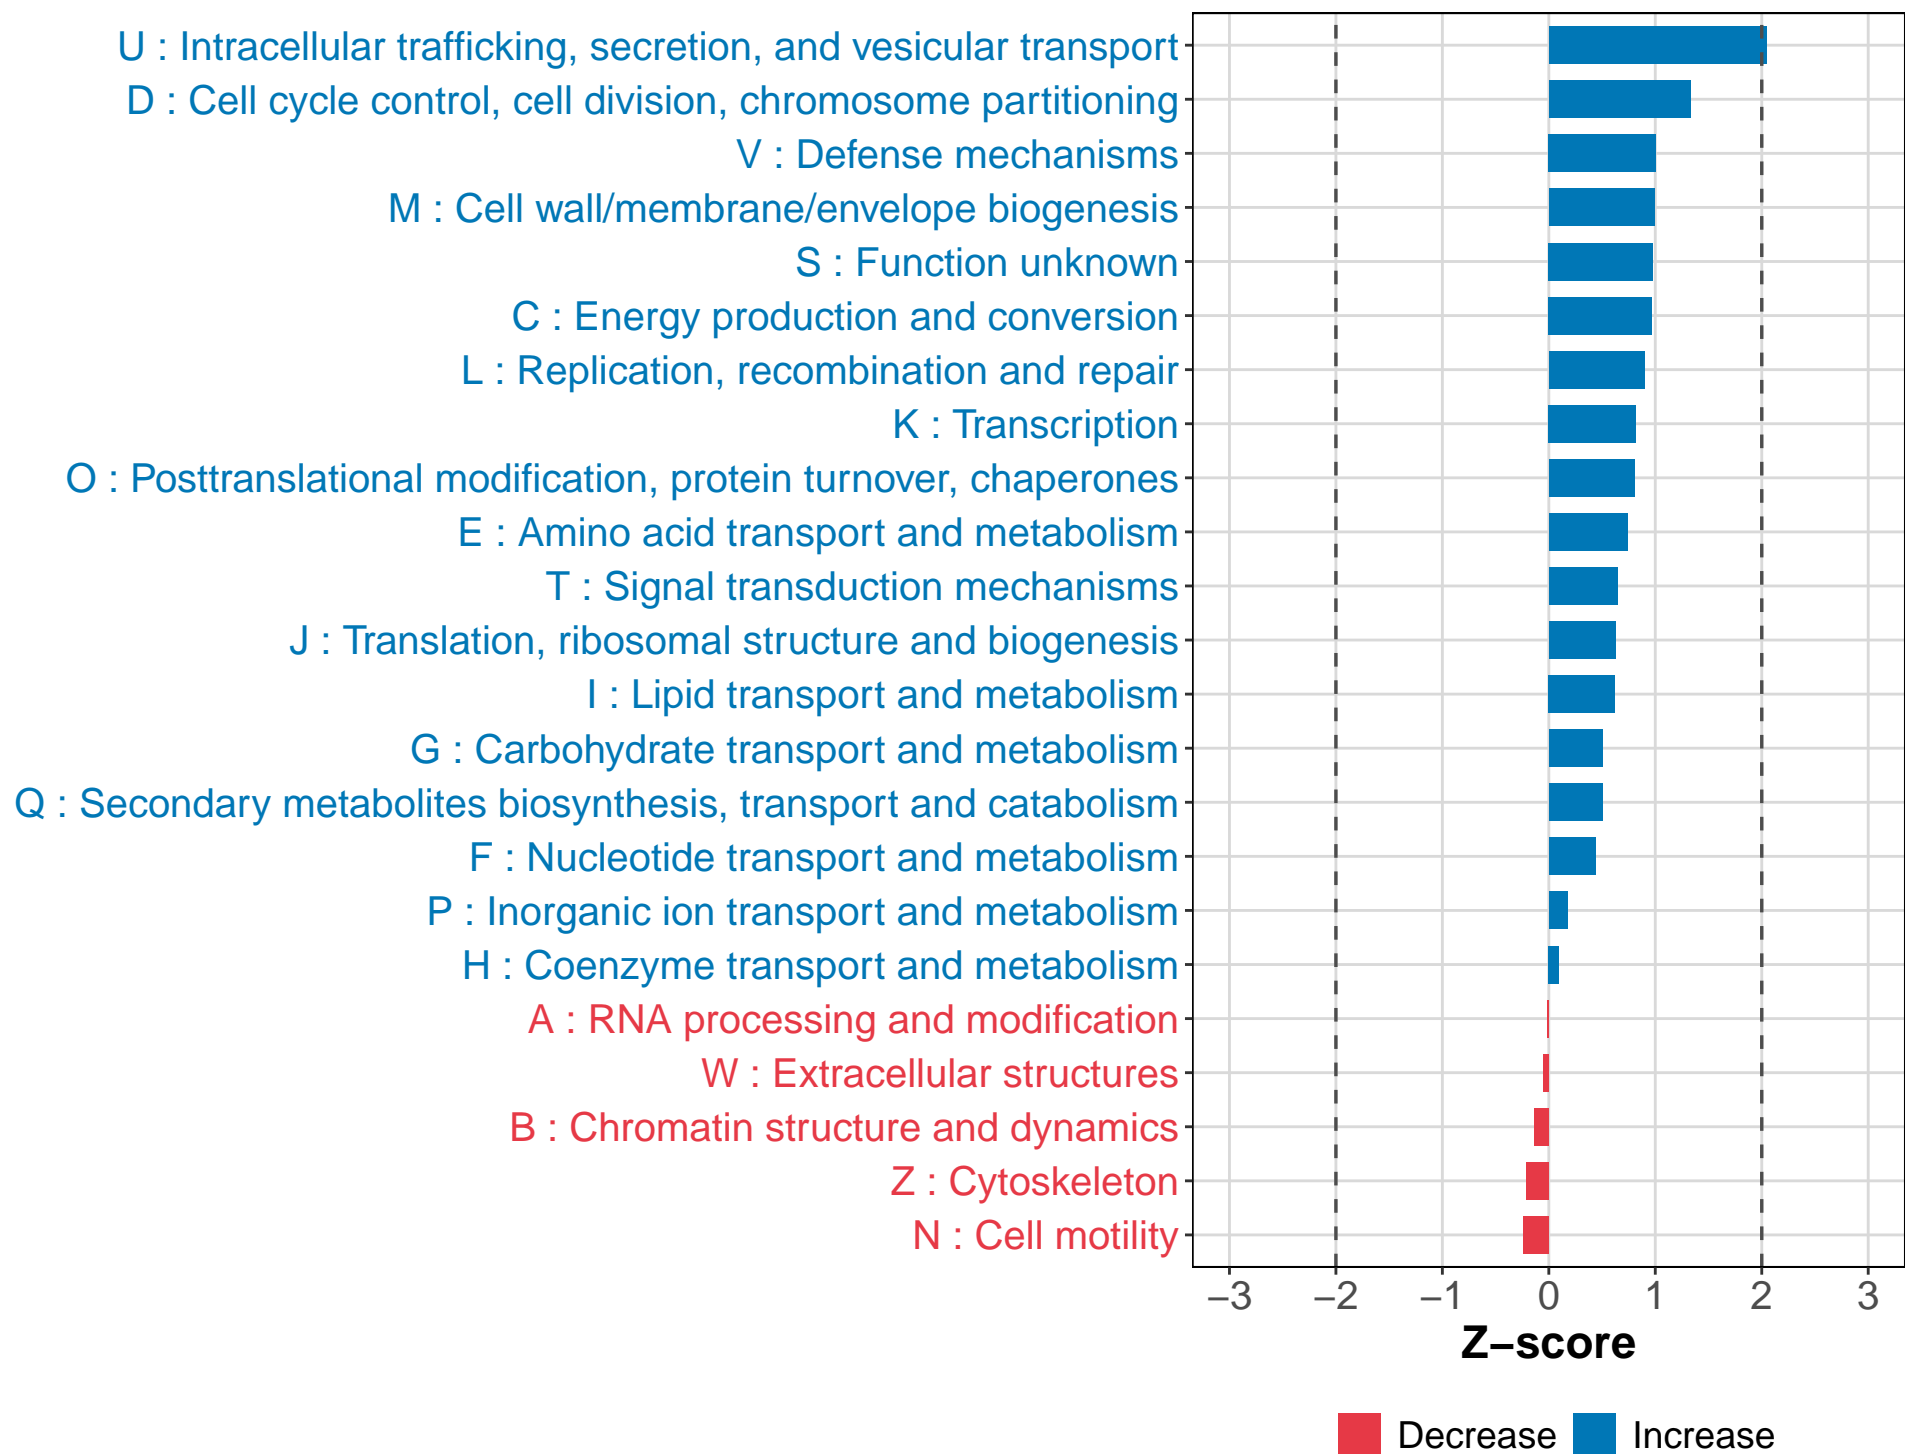 U : Intracellular trafficking, secretion, and vesicular transport
D : Cell cycle control, cell division, chromosome partitioning
V : Defense mechanisms
M : Cell wall/membrane/envelope biogenesis
S : Function unknown
C : Energy production and conversion
L : Replication, recombination and repair
K : Transcription
O : Posttranslational modification, protein turnover, chaperones
E : Amino acid transport and metabolism
T : Signal transduction mechanisms
J : Translation, ribosomal structure and biogenesis
I : Lipid transport and metabolism
G : Carbohydrate transport and metabolism
Q : Secondary metabolites biosynthesis, transport and catabolism
F : Nucleotide transport and metabolism
P : Inorganic ion transport and metabolism
H : Coenzyme transport and metabolism
A : RNA processing and modification
W : Extracellular structures
B : Chromatin structure and dynamics
Z : Cytoskeleton
N : Cell motility
−3 −2 −1 0 1 2 3
Z−score
Decrease Increase